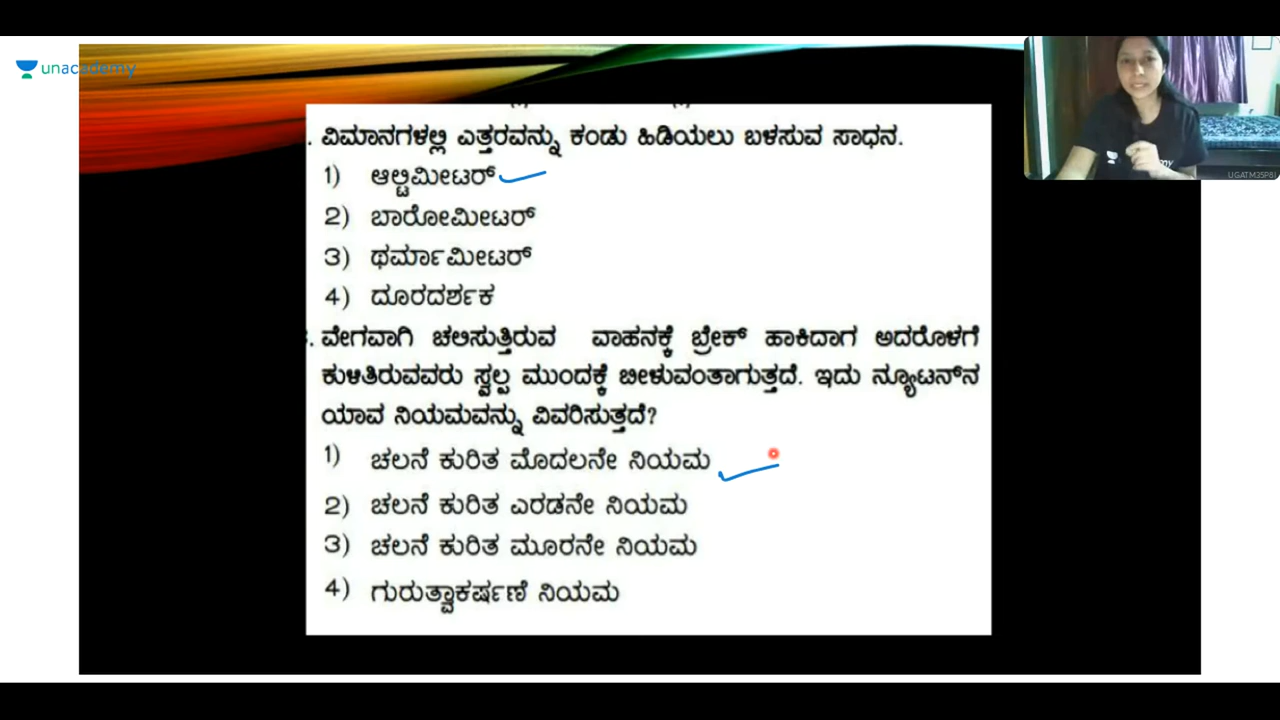 unacademy
. ವಿಮಾನಗಳಲ್ಲಿ ಎತ್ತರವನ್ನು ಕಂಡು ಹಿಡಿಯಲು ಬಳಸುವ ಸಾಧನ.
1) ಆಲ್ಟಿಮೀಟರ್
2) ಬಾರೋಮೀಟರ್
3) ಥರ್ಮಾಮೀಟರ್
4) ದೂರದರ್ಶಕ
. ವೇಗವಾಗಿ ಚಲಿಸುತ್ತಿರುವ ವಾಹನಕ್ಕೆ ಬ್ರೇಕ್ ಹಾಕಿದಾಗ ಅದರೊಳಗೆ
ಕುಳಿತಿರುವವರು ಸ್ವಲ್ಪ ಮುಂದಕ್ಕೆ ಬೀಳುವಂತಾಗುತ್ತದೆ. ಇದು ನ್ಯೂಟನ್‌ನ
ಯಾವ ನಿಯಮವನ್ನು ವಿವರಿಸುತ್ತದೆ?
1) ಚಲನೆ ಕುರಿತ ಮೊದಲನೇ ನಿಯಮ
2) ಚಲನೆ ಕುರಿತ ಎರಡನೇ ನಿಯಮ
3) ಚಲನೆ ಕುರಿತ ಮೂರನೇ ನಿಯಮ
4) ಗುರುತ್ವಾಕರ್ಷಣೆ ನಿಯಮ
UGATM35P8J